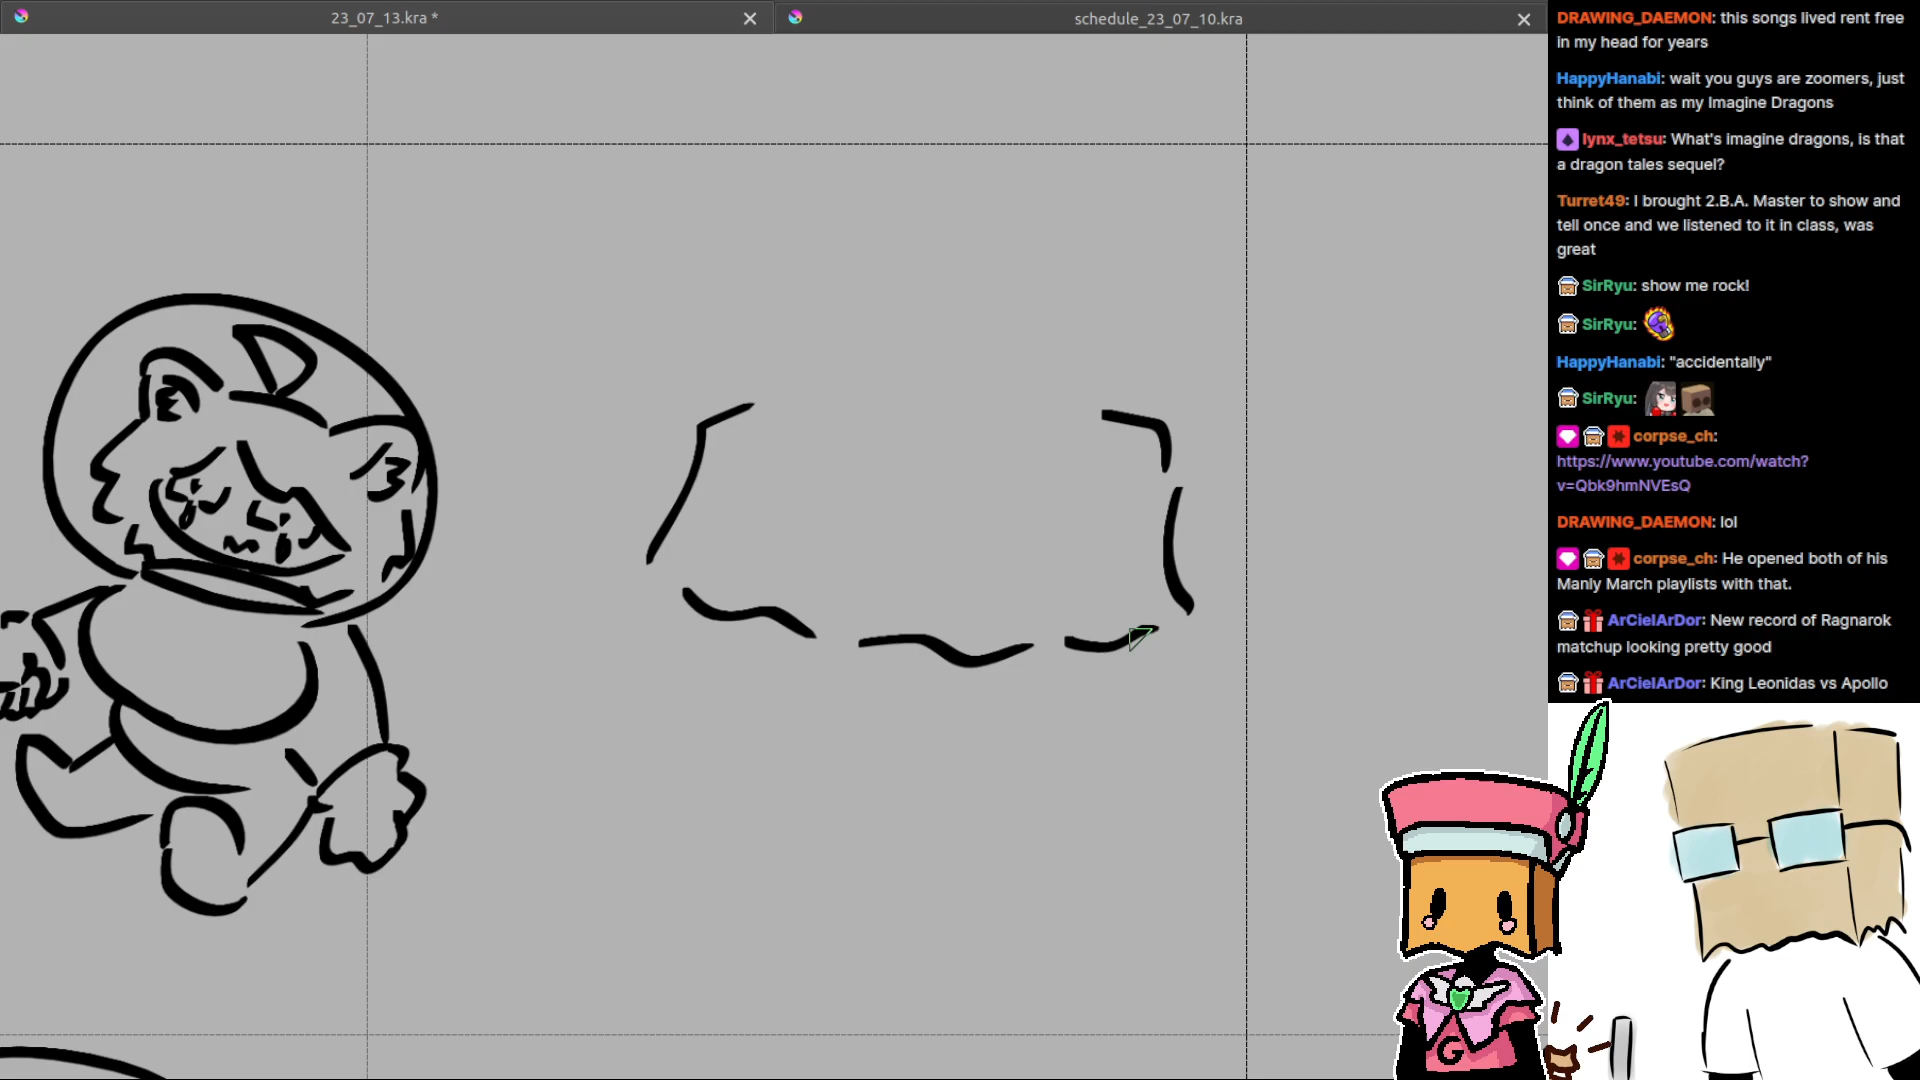 23_07_13.kra *
schedule_23_07_10.kra
DRAWING_DAEMON: this songs lived rent free
in my head for years
HappyHanabi: wait you guys are zoomers, just
think of them as my Imagine Dragons
lynx_tetsu: What's imagine dragons, is that
a dragon tales sequel?
Turret49: I brought 2.B.A. Master to show and
tell once and we listened to it in class, was
great
SirRyu: show me rock!
SirRyu:
HappyHanabi: "accidentally"
SirRyu:
corpse_ch:
https://www.youtube.com/watch?
v=Qbk9hmNVEsQ
DRAWING_DAEMON: lol
corpse_ch: He opened both of his
Manly March playlists with that.
ArCielArDor: New record of Ragnarok
matchup looking pretty good
ArCielArDor: King Leonidas vs Apollo
G